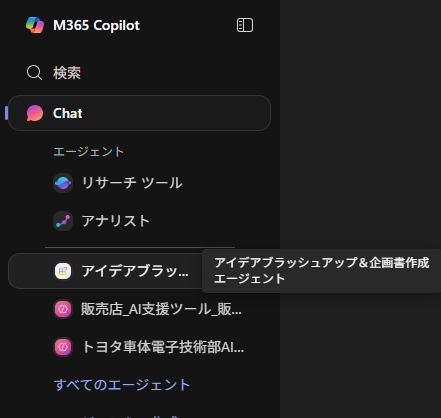 M365 Copilot
検索
Chat
エージェント
リサーチ ツール
アナリスト
アイデアブラッ...
アイデアブラッシュアップ＆企画書作成
エージェント
販売店_AI支援ツール_販...
トヨタ車体電子技術部AI...
すべてのエージェント